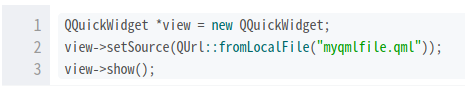 1 QQuickWidget *view = new QQuickWidget;
2 view->setSource(QUrl::fromLocalFile("myqmlfile.qml"));
3 view->show();